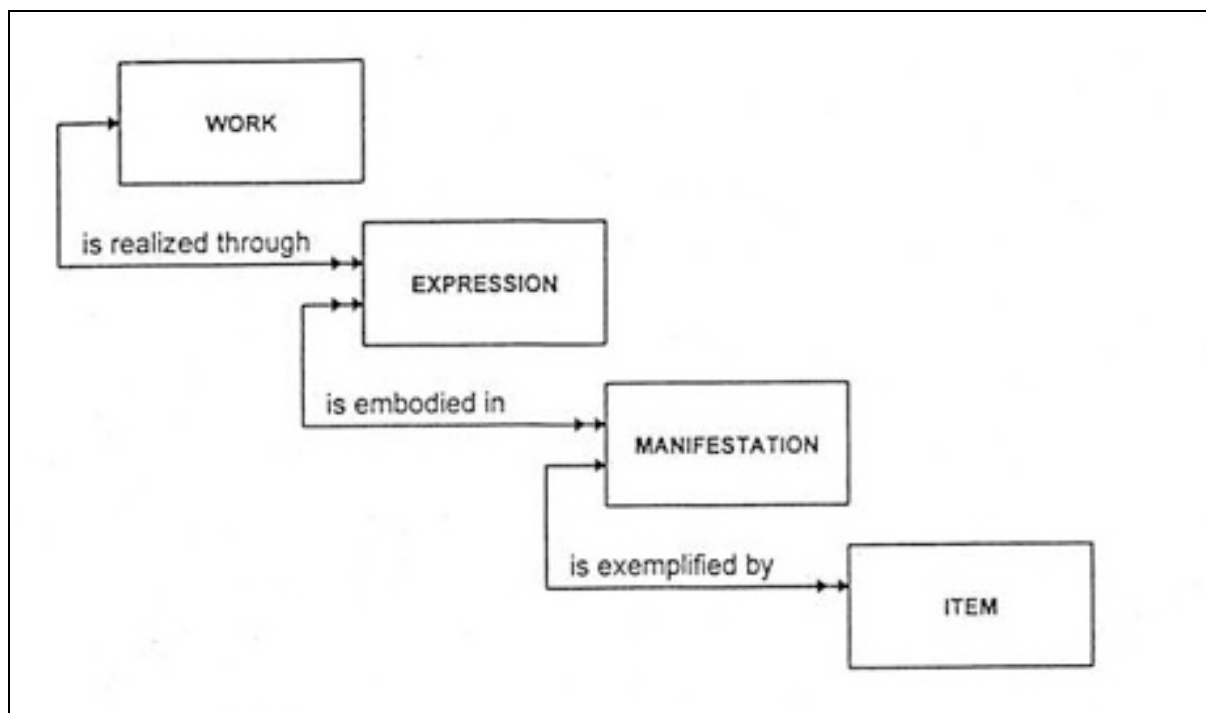 WORK
is realized through
EXPRESSION
is embodied in
MANIFESTATION
is exemplified by
ITEM